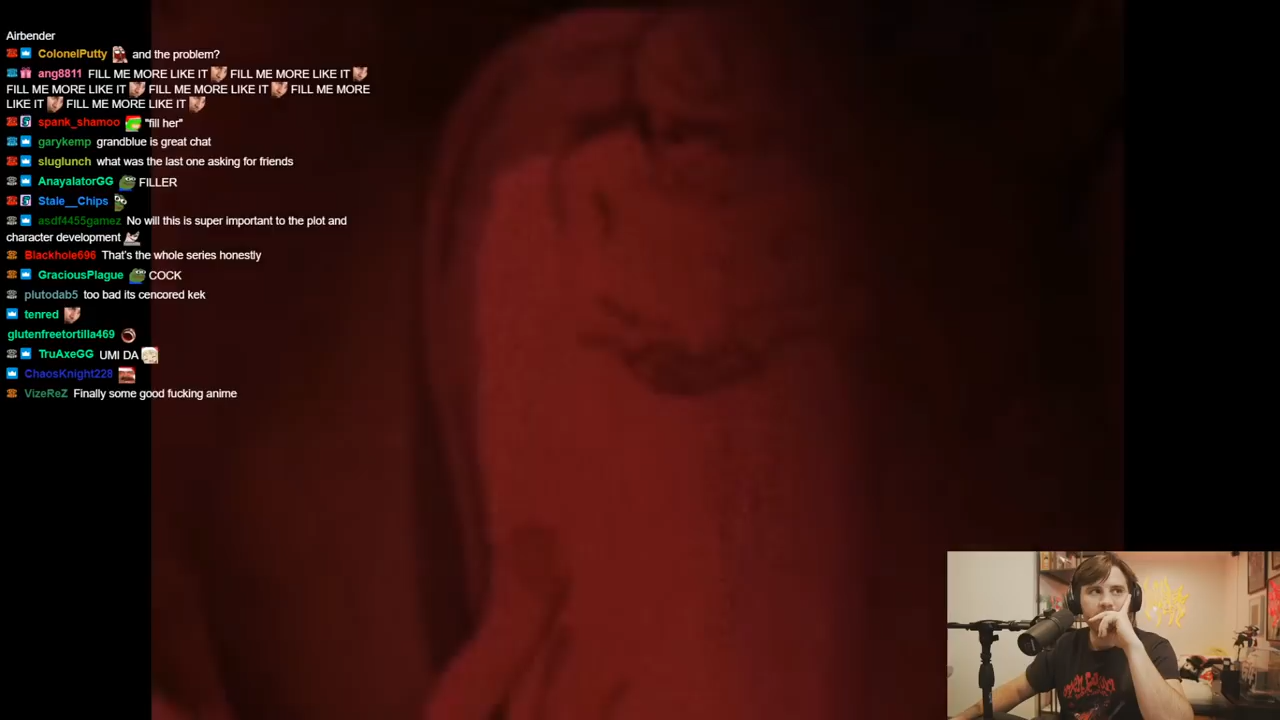 Airbender
ColonelPutty and the problem?
ang8811 FILL ME MORE LIKE IT FILL ME MORE LIKE IT
FILL ME MORE LIKE IT FILL ME MORE LIKE IT FILL ME MORE
LIKE IT FILL ME MORE LIKE IT
spank_shamoo "fill her"
garykemp grandblue is great chat
sluglunch what was the last one asking for friends
AnayalatorGG FILLER
Stale__Chips
asdf4455gamez No will this is super important to the plot and
character development
Blackhole696 That's the whole series honestly
GraciousPlague COCK
plutodab5 too bad its cencored kek
tenred
glutenfreetortilla469
TruAxeGG UMI DA
ChaosKnight228
VizeReZ Finally some good fucking anime